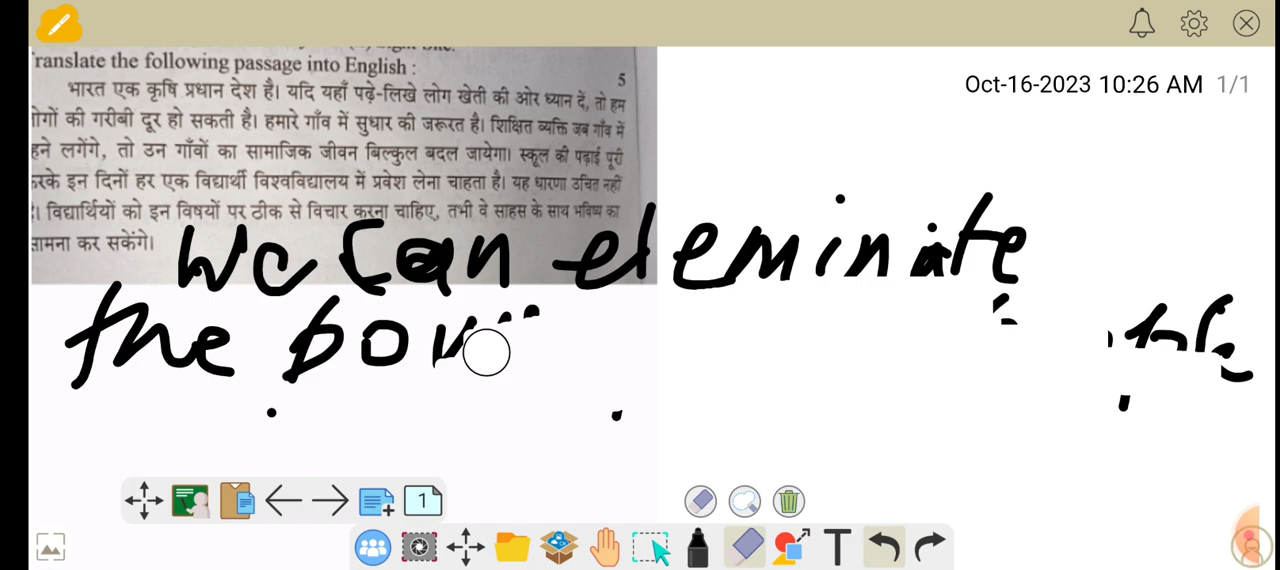 Translate the following passage into English :
5
भारत एक कृषि प्रधान देश है। यदि यहाँ पढ़े-लिखे लोग खेती की ओर ध्यान दें, तो हम
ोगों की गरीबी दूर हो सकती है। हमारे गाँव में सुधार की जरूरत है। शिक्षित व्यक्ति जब गाँव में
हने लगेंगे, तो उन गाँवों का सामाजिक जीवन बिल्कुल बदल जायेगा। स्कूल की पढ़ाई पूरी
रके इन दिनों हर एक विद्यार्थी विश्वविद्यालय में प्रवेश लेना चाहता है। यह धारणा उचित नहीं
। विद्यार्थियों को इन विषयों पर ठीक से विचार करना चाहिए, तभी वे साहस के साथ भविष्य का
ामना कर सकेंगे।
Oct-16-2023 10:26 AM 1/1
we can eleminate
the
1
T